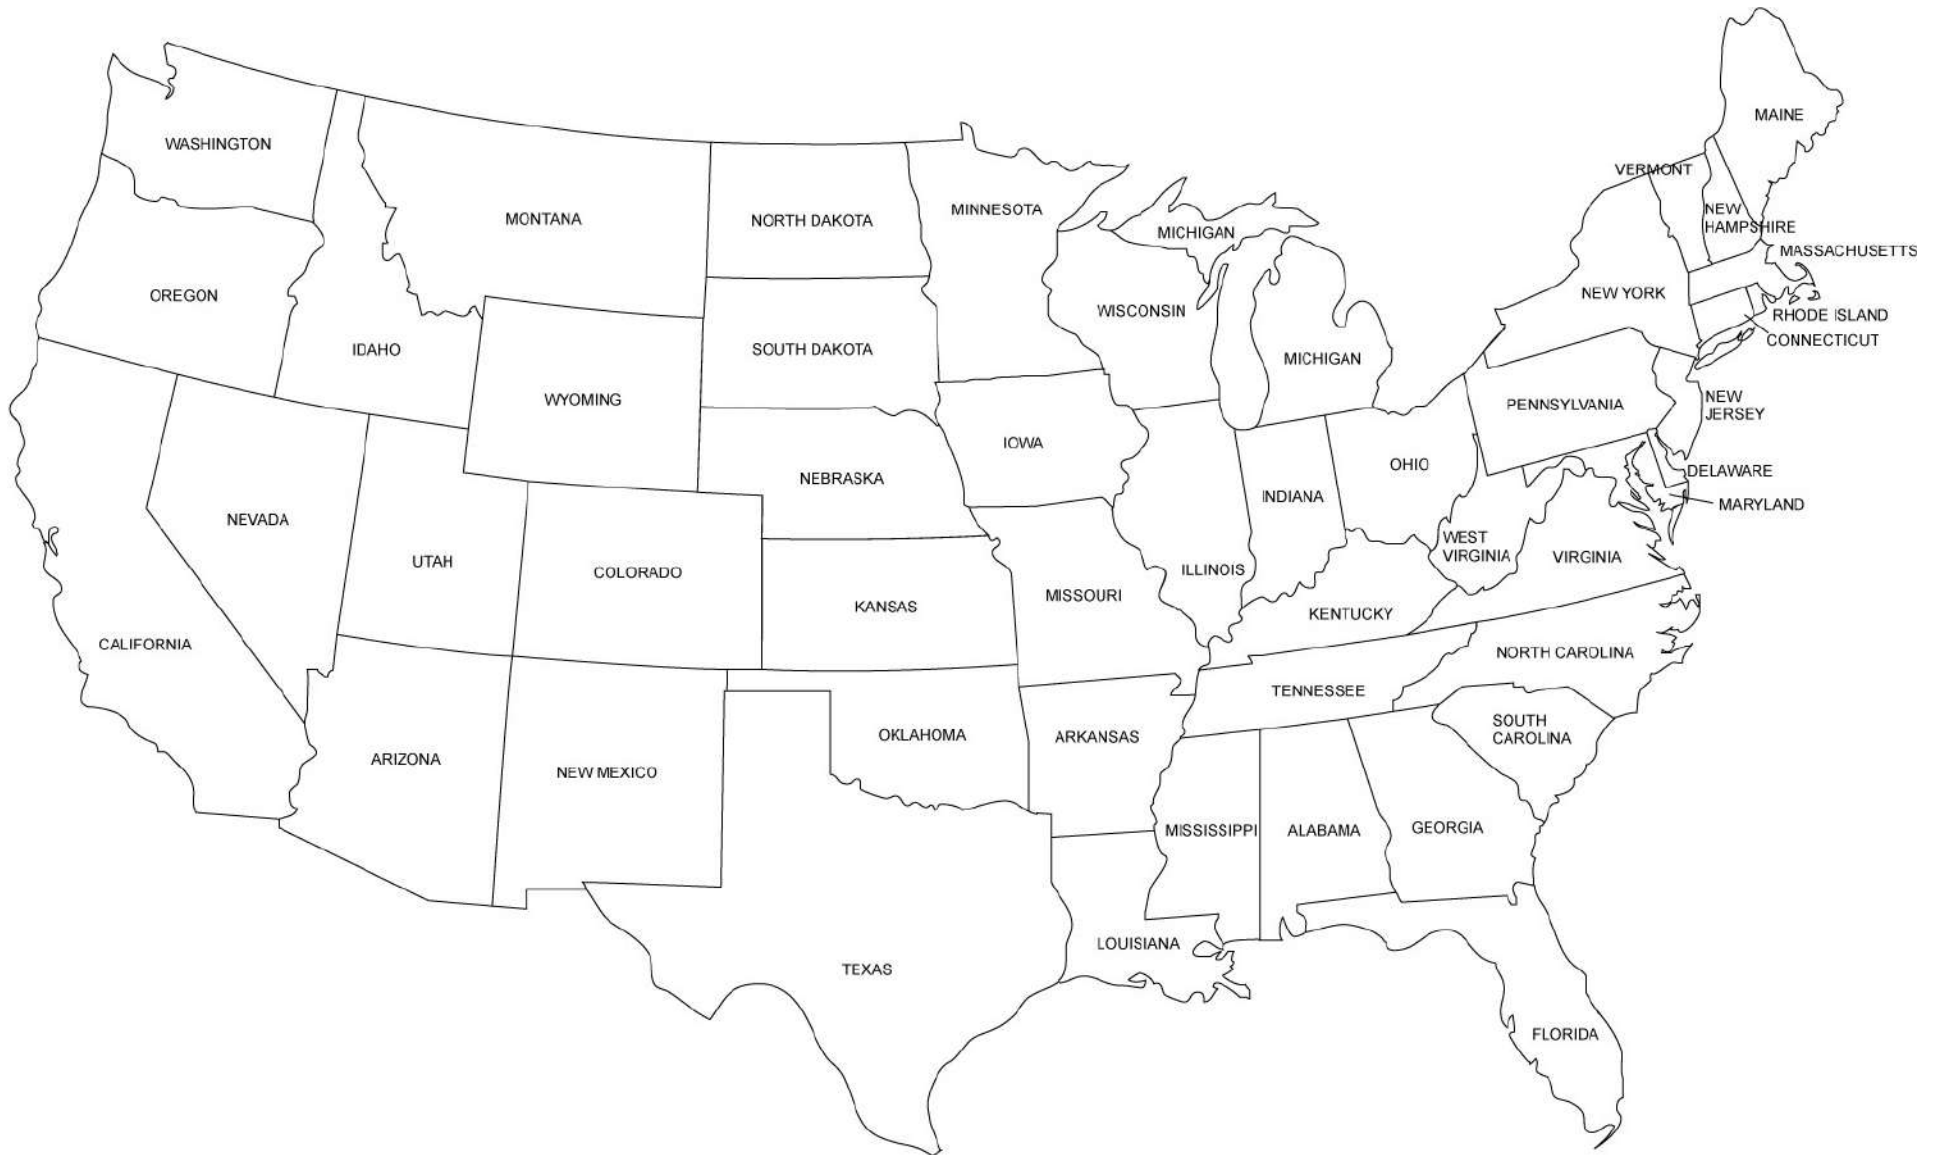 MAINE
WASHINGTON
VERMONT
MONTANA
NORTH DAKOTA
MINNESOTA
MICHIGAN
NEW
HAMPSHIRE
MASSACHUSETTS
OREGON
NEW YORK
WISCONSIN
RHODE ISLAND
CONNECTICUT
IDAHO
SOUTH DAKOTA
MICHIGAN
WYOMING
PENNSYLVANIA
NEW
JERSEY
IOWA
OHIO
DELAWARE
NEBRASKA
INDIANA
MARYLAND
NEVADA
WEST
VIRGINIA
VIRGINIA
UTAH
COLORADO
ILLINOIS
MISSOURI
KANSAS
KENTUCKY
CALIFORNIA
NORTH CAROLINA
TENNESSEE
SOUTH
CAROLINA
OKLAHOMA
ARKANSAS
ARIZONA
NEW MEXICO
MISSISSIPPI
ALABAMA
GEORGIA
LOUISIANA
TEXAS
FLORIDA